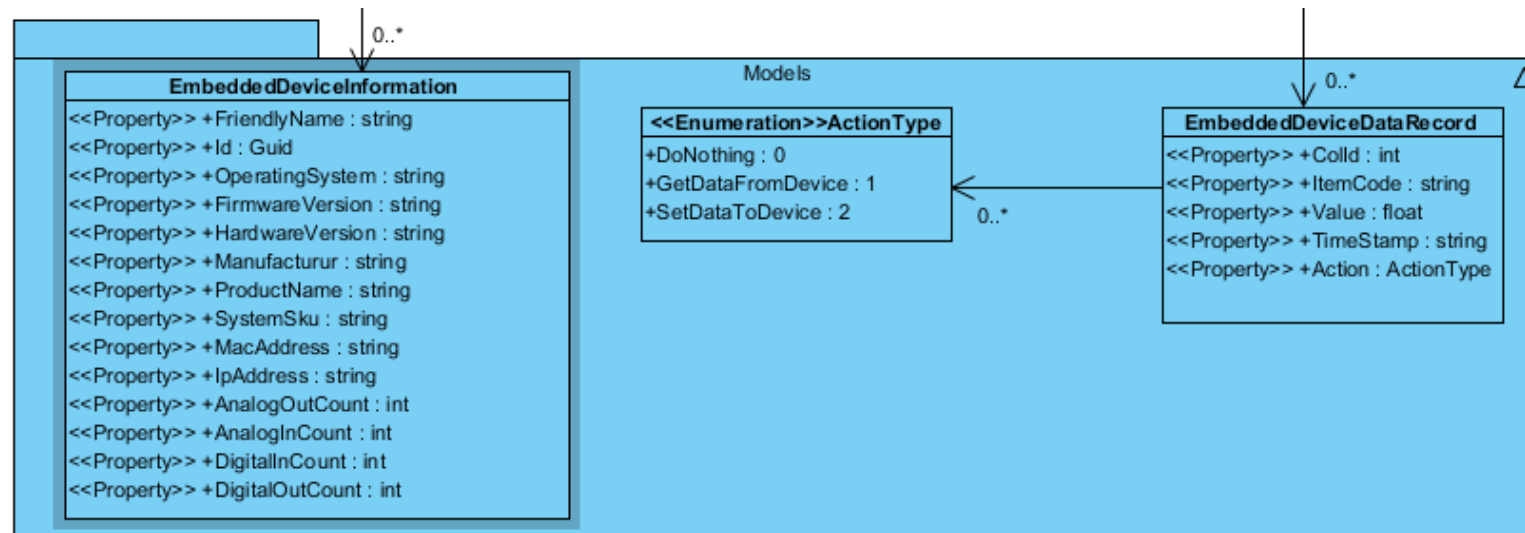 0..*
Models
EmbeddedDeviceInformation
<<Property>> +FriendlyName : string
<<Property>> +Id : Guid
<<Property>> +OperatingSystem : string
<<Property>> +FirmwareVersion : string
<<Property>> +HardwareVersion : string
<<Property>> +Manufacturur : string
<<Property>> +ProductName : string
<<Property>> +SystemSku : string
<<Property>> +MacAddress : string
<<Property>> +IpAddress : string
<<Property>> +AnalogOutCount : int
<<Property>> +AnalogInCount : int
<<Property>> +DigitalInCount : int
<<Property>> +DigitalOutCount : int
<<Enumeration>>ActionType
+DoNothing : 0
+GetDataFromDevice : 1
+SetDataToDevice : 2
0..*
0..*
EmbeddedDeviceDataRecord
<<Property>> +ColId : int
<<Property>> +ItemCode : string
<<Property>> +Value : float
<<Property>> +TimeStamp : string
<<Property>> +Action : ActionType